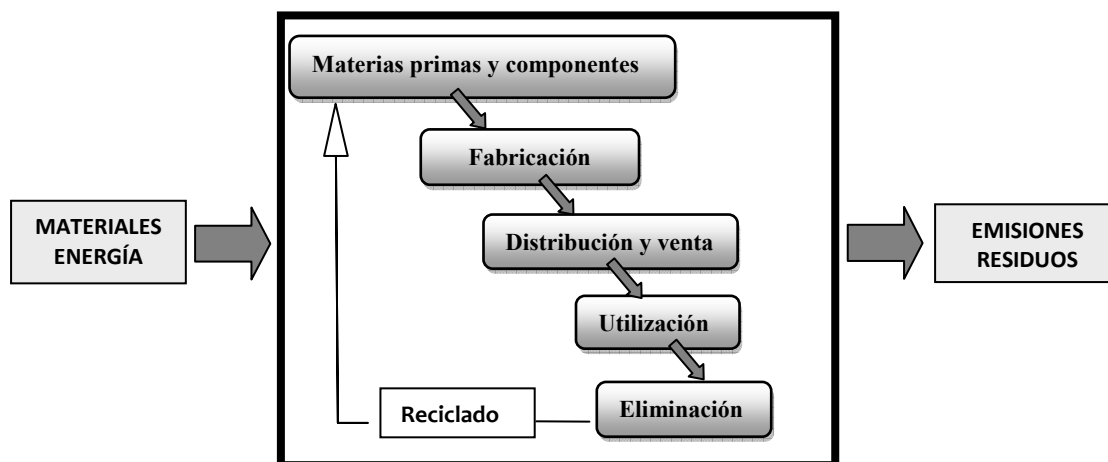 Materias primas y componentes
Fabricación
MATERIALES
ENERGÍA
Distribución y venta
EMISIONES
RESIDUOS
Utilización
Reciclado
Eliminación